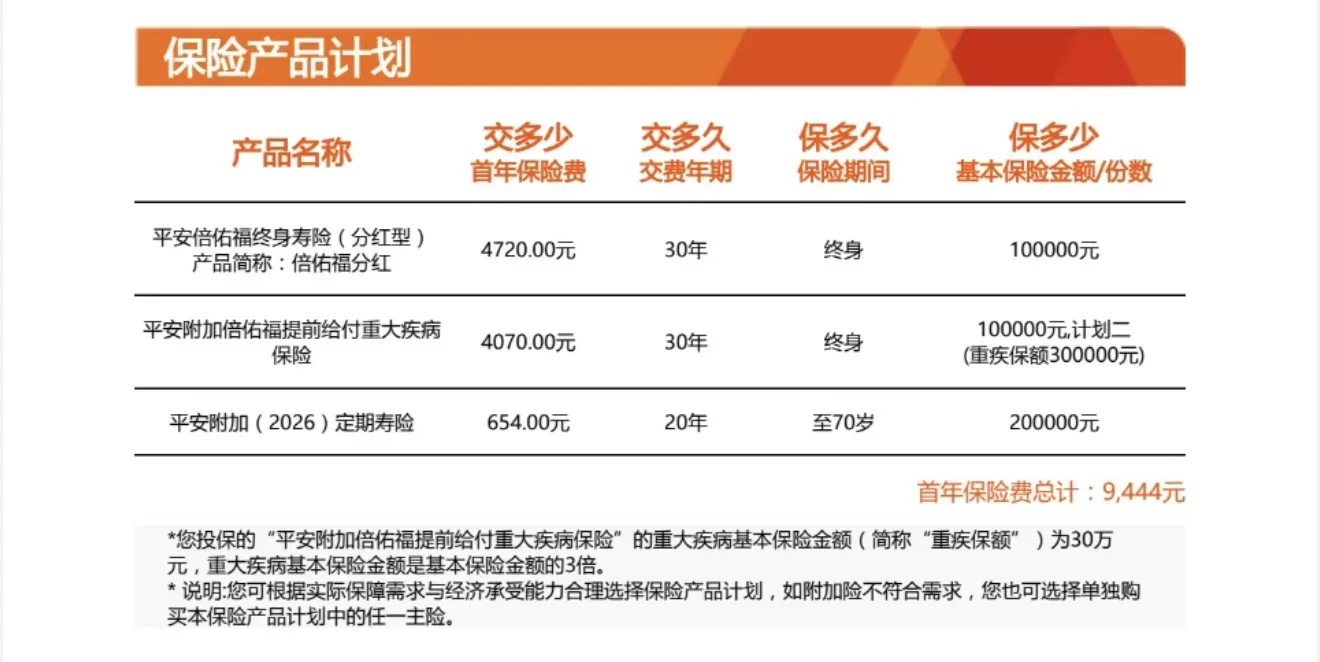 保险产品计划
产品名称
交多少
首年保险费
交多久
交费年期
保多久
保险期间
保多少
基本保险金额/份数
平安倍佑福终身寿险（分红型）
产品简称：倍佑福分红
4720.00元
30年
终身
100000元
平安附加倍佑福提前给付重大疾病
保险
4070.00元
30年
终身
100000元,计划二
(重疾保额300000元)
平安附加（2026）定期寿险
654.00元
20年
至70岁
200000元
首年保险费总计：9,444元
*您投保的“平安附加倍佑福提前给付重大疾病保险”的重大疾病基本保险金额（简称“重疾保额”）为30万
元，重大疾病基本保险金额是基本保险金额的3倍。
* 说明:您可根据实际保障需求与经济承受能力合理选择保险产品计划，如附加险不符合需求，您也可选择单独购
买本保险产品计划中的任一主险。